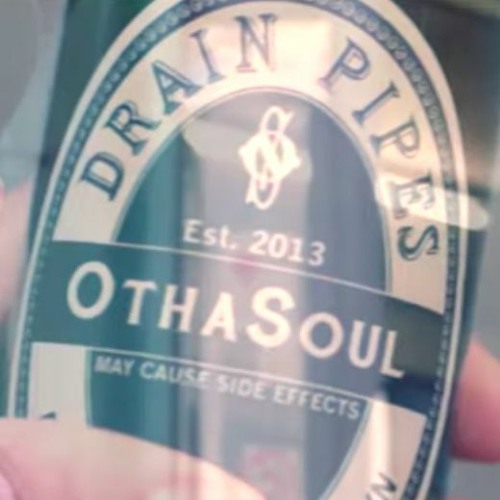 DRAIN PIPES
Est. 2013
OTHASOUL
MAY CAUSE SIDE EFFECTS